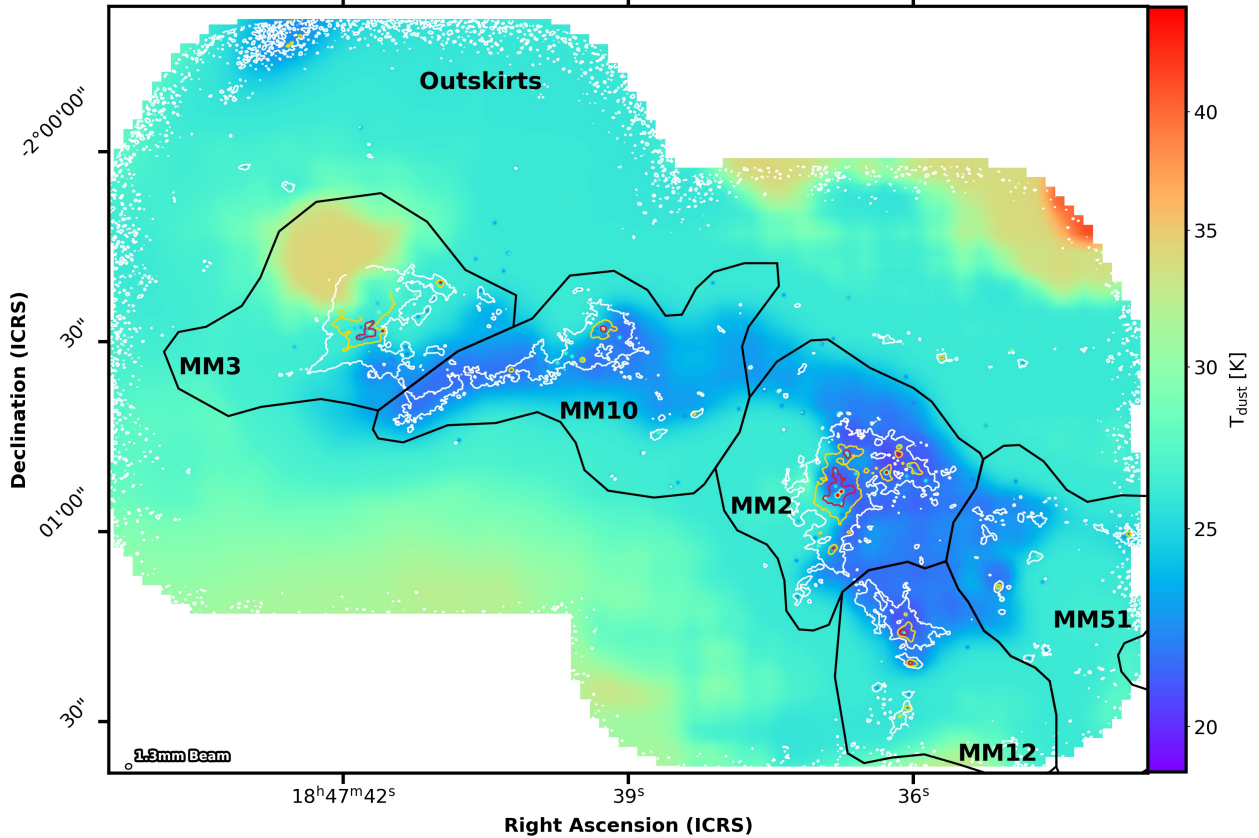 Outskirts
MM3
MM10
MM2
MM51
MM12
1.3mm Beam
-2°00'00"
30"
01'00"
30"
Declination (ICRS)
18ʰ47ᵐ42ˢ
39ˢ
36ˢ
Right Ascension (ICRS)
40
35
30
25
20
T_dust [K]